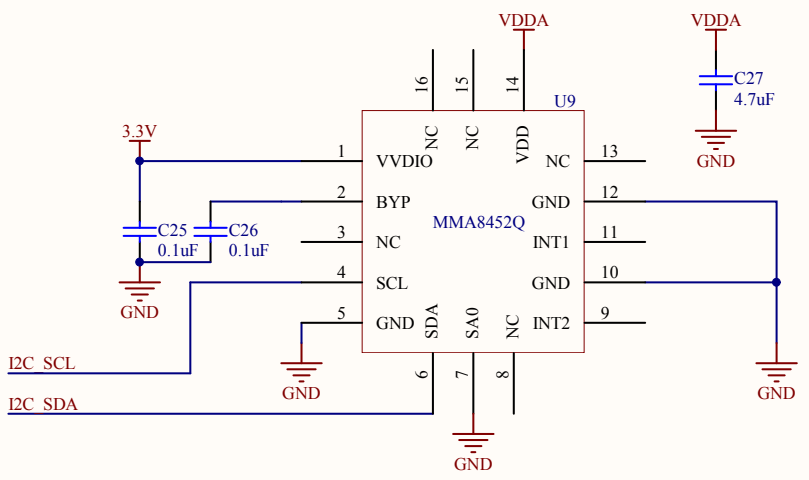 VDDA
VDDA
16
15
14
C27
4.7uF
U9
3.3V
NC
NC
VDD
GND
1
VVDIO
NC
13
2
BYP
GND
12
MMA8452Q
C25
0.1uF
C26
0.1uF
3
NC
INT1
11
4
SCL
GND
10
GND
5
GND
SDA
SA0
NC
INT2
9
I2C_SCL
6
7
8
GND
GND
I2C_SDA
GND